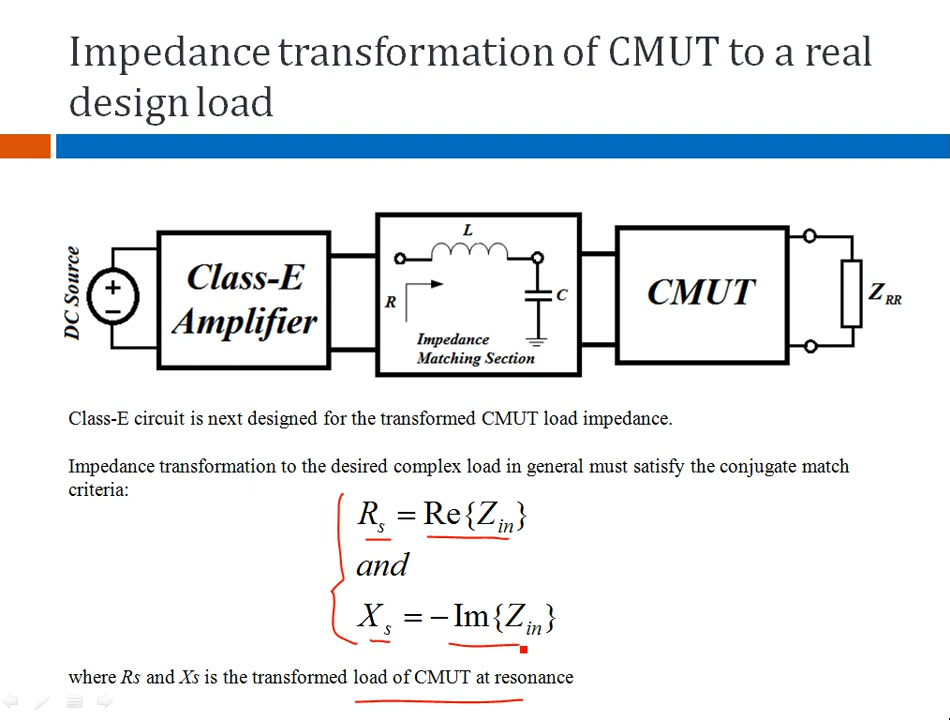 Impedance transformation of CMUT to a real
design load
DC Source
Class-E
Amplifier
L
R
C
Impedance
Matching Section
CMUT
Z RR
Class-E circuit is next designed for the transformed CMUT load impedance.
Impedance transformation to the desired complex load in general must satisfy the conjugate match
criteria:
R_s = Re{Z_in}
and
X_s = − Im{Z_in}
where Rs and Xs is the transformed load of CMUT at resonance